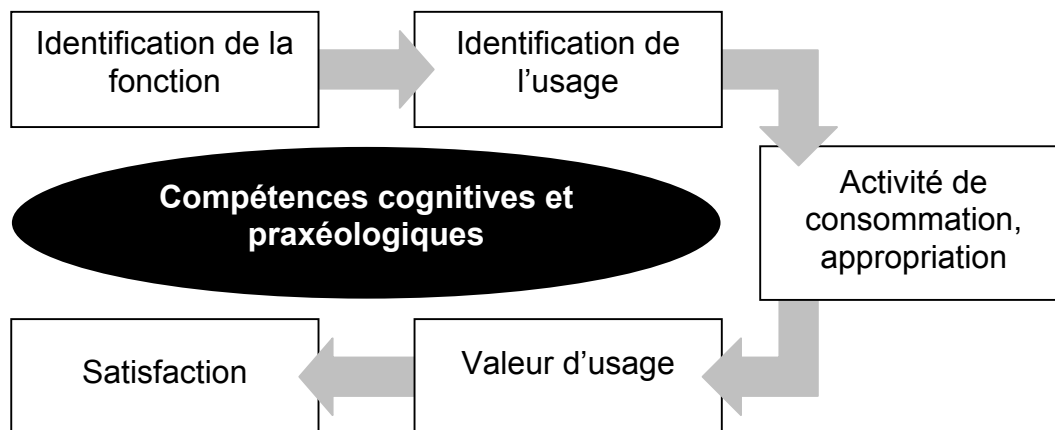 Identification de la
fonction
Identification de
l’usage
Compétences cognitives et
praxéologiques
Activité de
consommation,
appropriation
Satisfaction
Valeur d’usage